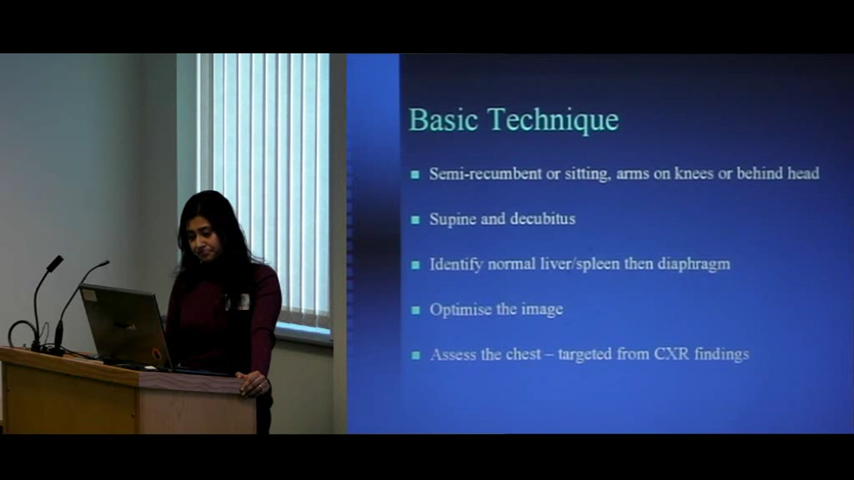 Basic Technique
Semi-recumbent or sitting, arms on knees or behind head
Supine and decubitus
Identify normal liver/spleen then diaphragm
Optimise the image
Assess the chest – targeted from CXR findings